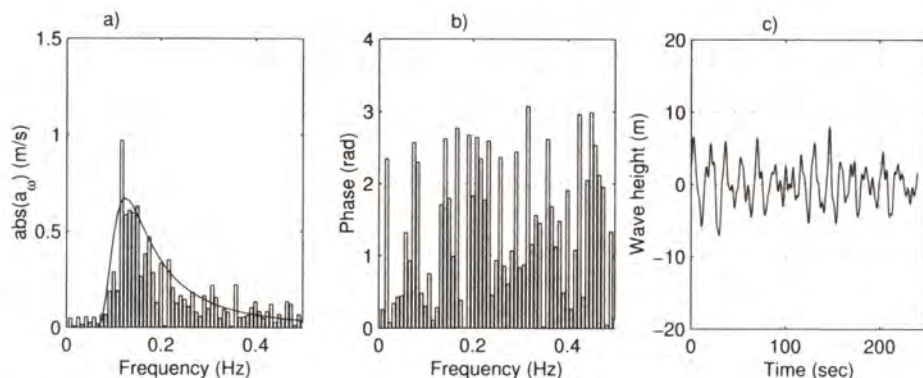 a)
b)
c)
1.5
1
0.5
0
abs(aω) (m/s)
0
0.2
0.4
Frequency (Hz)
4
3
2
1
0
Phase (rad)
0
0.2
0.4
Frequency (Hz)
20
10
0
−10
−20
Wave height (m)
0
100
200
Time (sec)